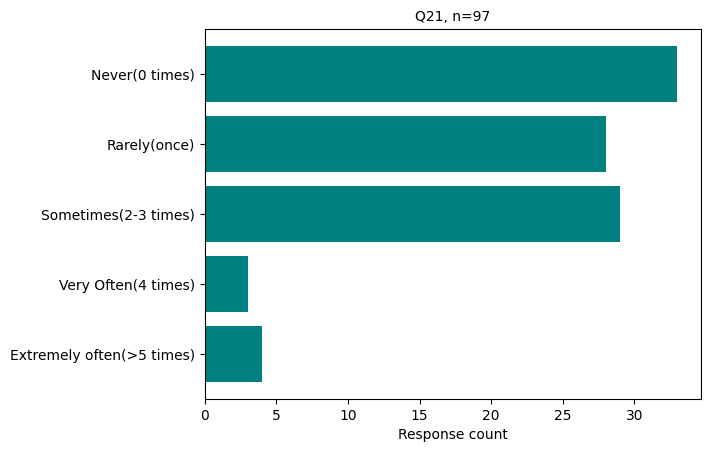 Q21, n=97
Never(0 times)
Rarely(once)
Sometimes(2-3 times)
Very Often(4 times)
Extremely often(>5 times)
0 5 10 15 20 25 30
Response count